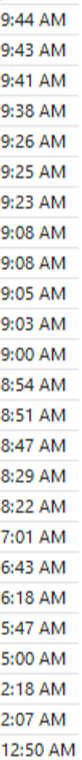 9:44 AM
9:43 AM
9:41 AM
9:38 AM
9:26 AM
9:25 AM
9:23 AM
9:08 AM
9:08 AM
9:05 AM
9:03 AM
9:00 AM
8:54 AM
8:51 AM
8:47 AM
8:29 AM
8:22 AM
7:01 AM
6:43 AM
6:18 AM
5:47 AM
5:00 AM
2:18 AM
2:07 AM
12:50 AM